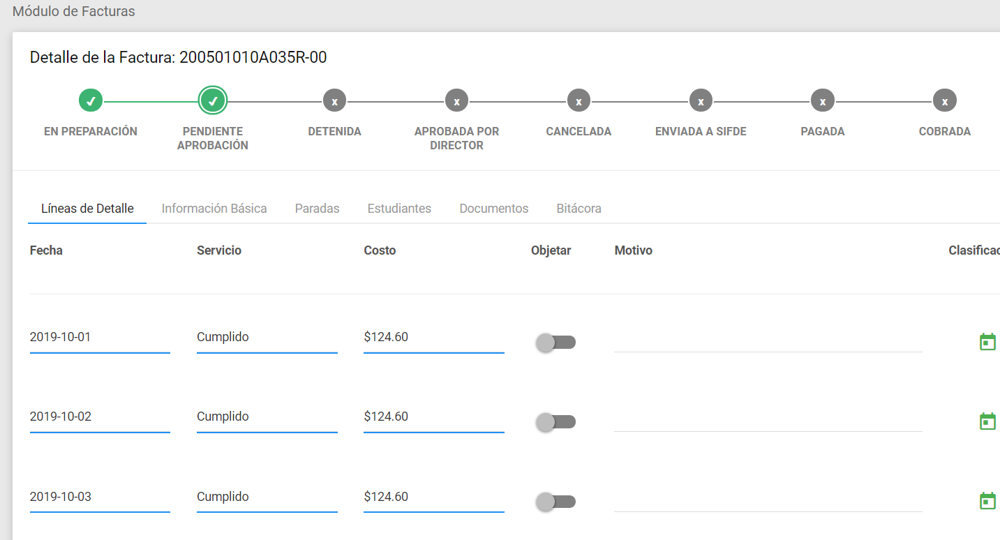 Módulo de Facturas
Detalle de la Factura: 200501010A035R-00
x x x x x x
EN PREPARACIÓN PENDIENTE APROBACIÓN DETENIDA APROBADA POR DIRECTOR CANCELADA ENVIADA A SIFDE PAGADA COBRADA
Líneas de Detalle Información Básica Paradas Estudiantes Documentos Bitácora
Fecha Servicio Costo Objetar Motivo Clasificac
2019-10-01 Cumplido $124.60
2019-10-02 Cumplido $124.60
2019-10-03 Cumplido $124.60